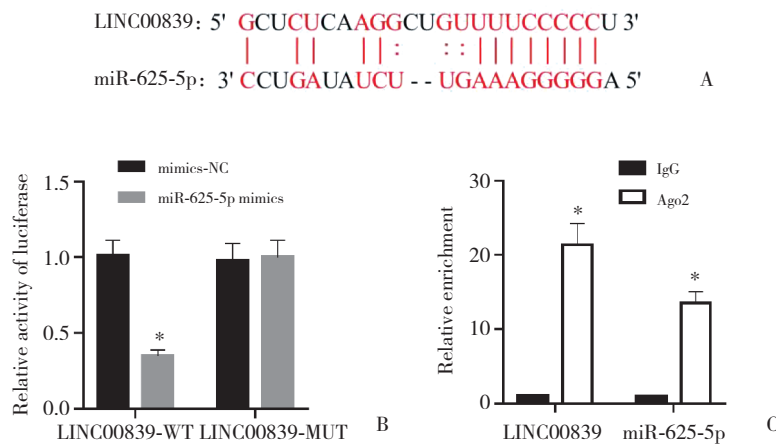 LINC00839: 5' GCUCUCAAGGCUGUUUUCCCCCU 3'
miR-625-5p: 3' CCUGAUAUCU--UGAAAGGGGGA 5'
A
mimics-NC
miR-625-5p mimics
Relative activity of luciferase
1.5
1.0
0.5
0.0
*
LINC00839-WT LINC00839-MUT
B
IgG
Ago2
Relative enrichment
30
20
10
0
*
*
LINC00839 miR-625-5p
C